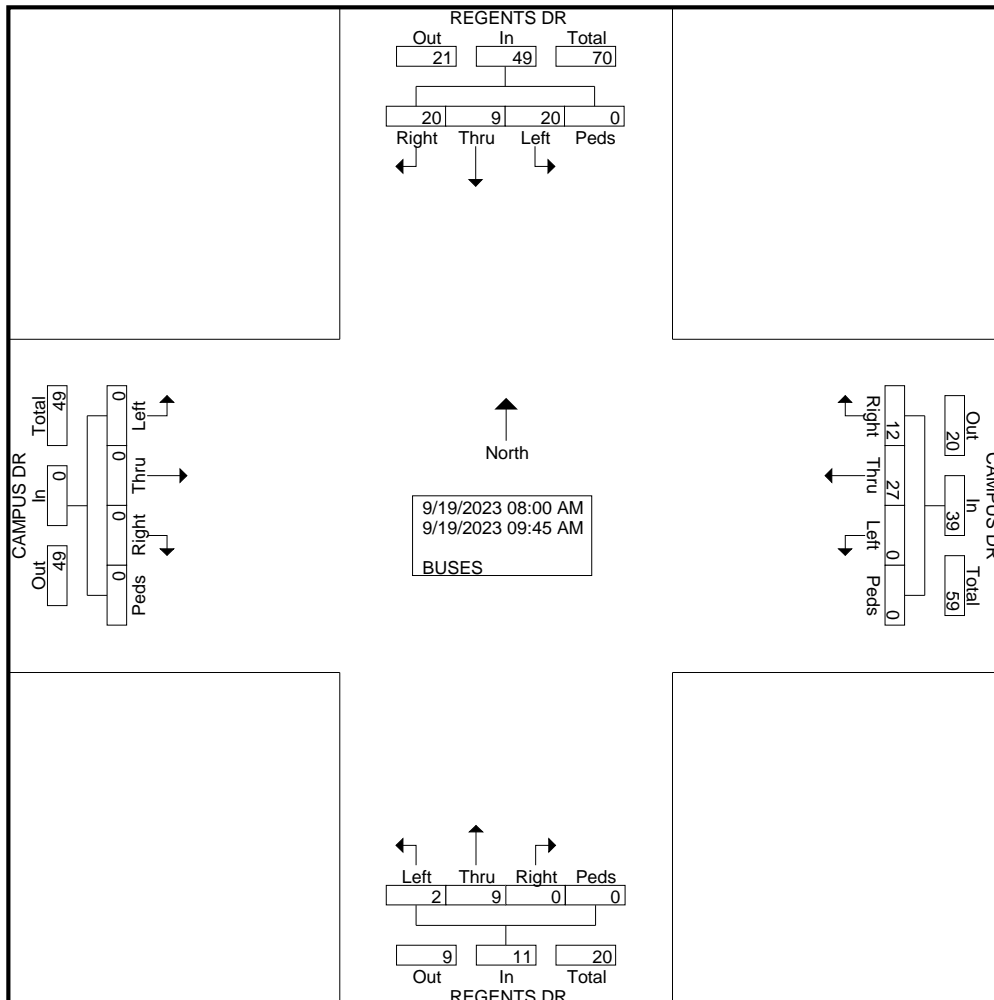 REGENTS DR
Out In Total
21 49 70
20 9 20 0
Right Thru Left Peds
CAMPUS DR
Total In Out
49 0 49
0 0 0 0
Left Thru Right Peds
North
9/19/2023 08:00 AM
9/19/2023 09:45 AM
BUSES
Right Thru Left Peds
12 27 0 0
Out In Total
20 39 59
CAMPUS DR
Left Thru Right Peds
2 9 0 0
9 11 20
Out In Total
REGENTS DR